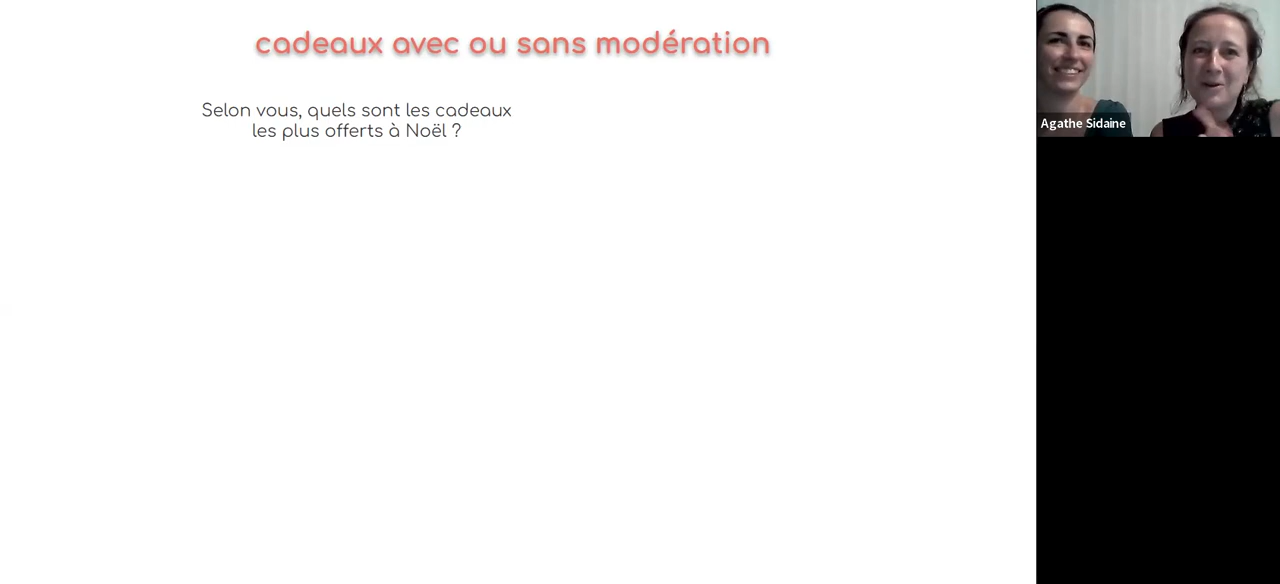 cadeaux avec ou sans modération
Selon vous, quels sont les cadeaux
les plus offerts à Noël ?
Agathe Sidaine